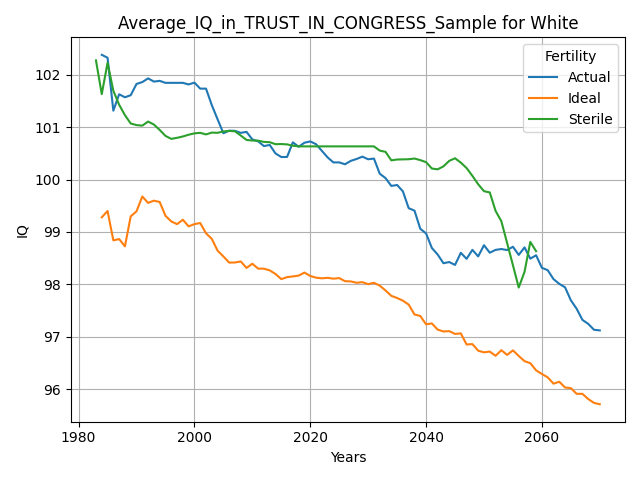 Average_IQ_in_TRUST_IN_CONGRESS_Sample for White
Fertility
Actual
Ideal
Sterile
102
101
100
99
98
97
96
IQ
1980
2000
2020
2040
2060
Years